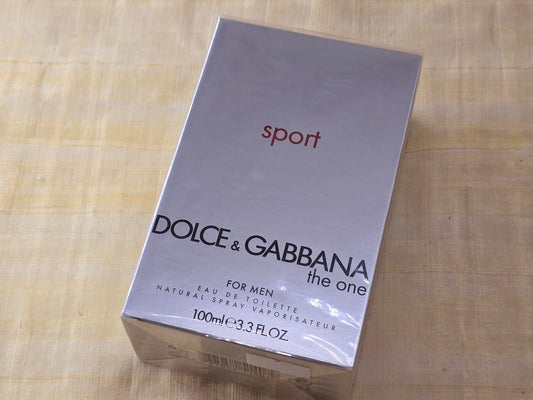 sport
DOLCE & GABBANA
the one
FOR MEN
EAU DE TOILETTE
NATURAL SPRAY VAPORISATEUR
100ml ℮ 3.3 FL.OZ.